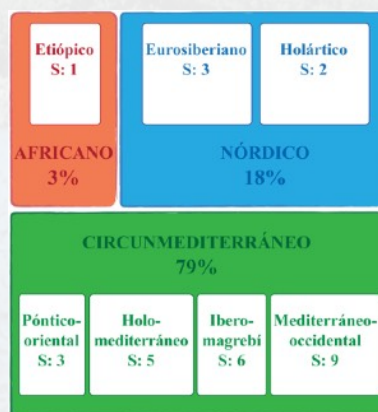 Etiópico
S: 1
Eurosiberiano
S: 3
Holártico
S: 2
AFRICANO
3%
NÓRDICO
18%
CIRCUNMEDITERRÁNEO
79%
Póntico-
oriental
S: 3
Holo-
mediterráneo
S: 5
Ibero-
magrebí
S: 6
Mediterráneo-
occidental
S: 9